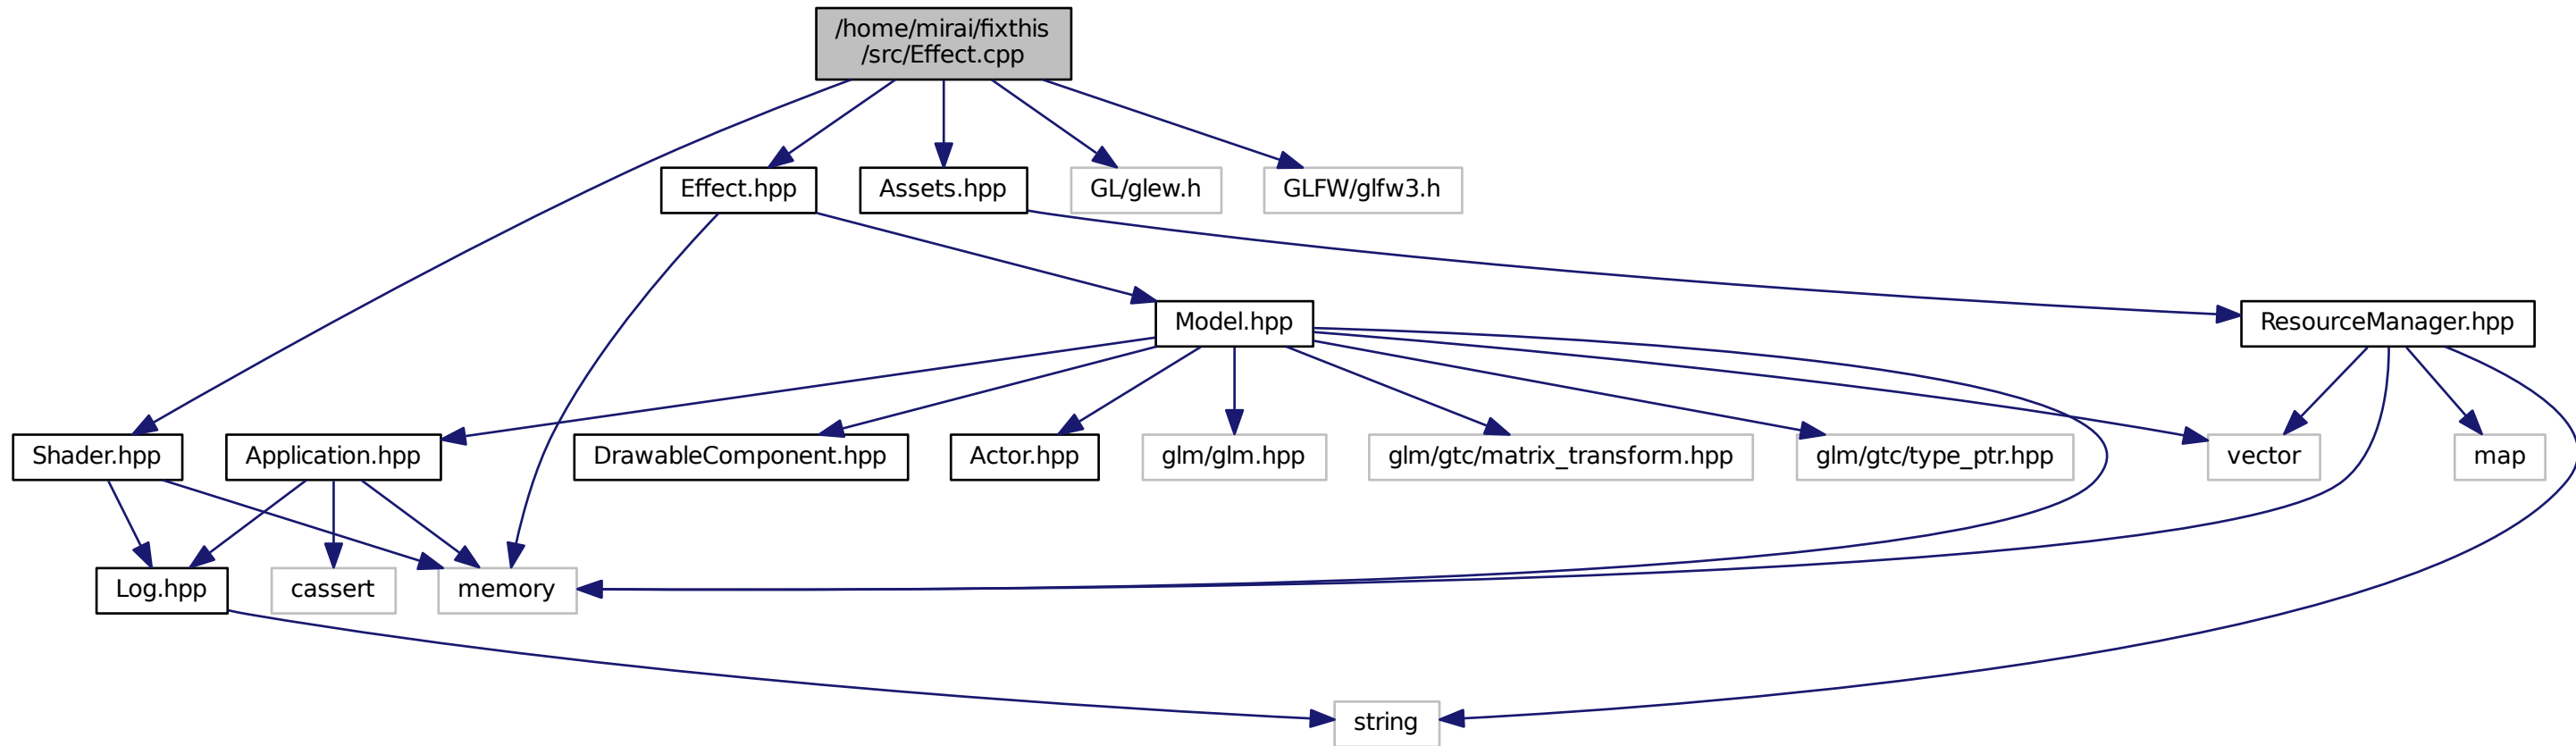 /home/mirai/fixthis
/src/Effect.cpp
Effect.hpp
Assets.hpp
GL/glew.h
GLFW/glfw3.h
Model.hpp
ResourceManager.hpp
Shader.hpp
Application.hpp
DrawableComponent.hpp
Actor.hpp
glm/glm.hpp
glm/gtc/matrix_transform.hpp
glm/gtc/type_ptr.hpp
vector
map
Log.hpp
cassert
memory
string